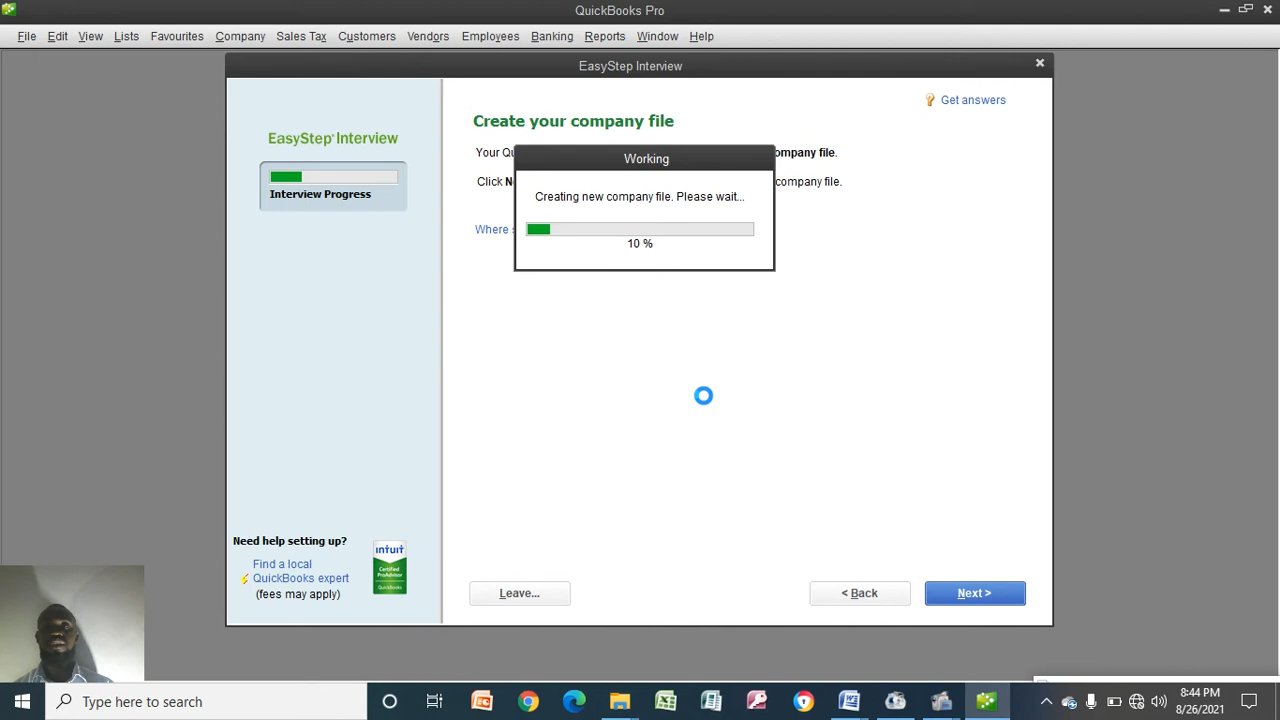 QuickBooks Pro
File Edit View Lists Favourites Company Sales Tax Customers Vendors Employees Banking Reports Window Help
EasyStep Interview
Get answers
EasyStep Interview
Interview Progress
Create your company file
Your Qu
ompany file.
Click N
company file.
Where s
Working
Creating new company file. Please wait...
10 %
Need help setting up?
Find a local
QuickBooks expert
(fees may apply)
intuit
Certified
ProAdvisor
QuickBooks
Leave...
< Back
Next >
Type here to search
8:44 PM
8/26/2021